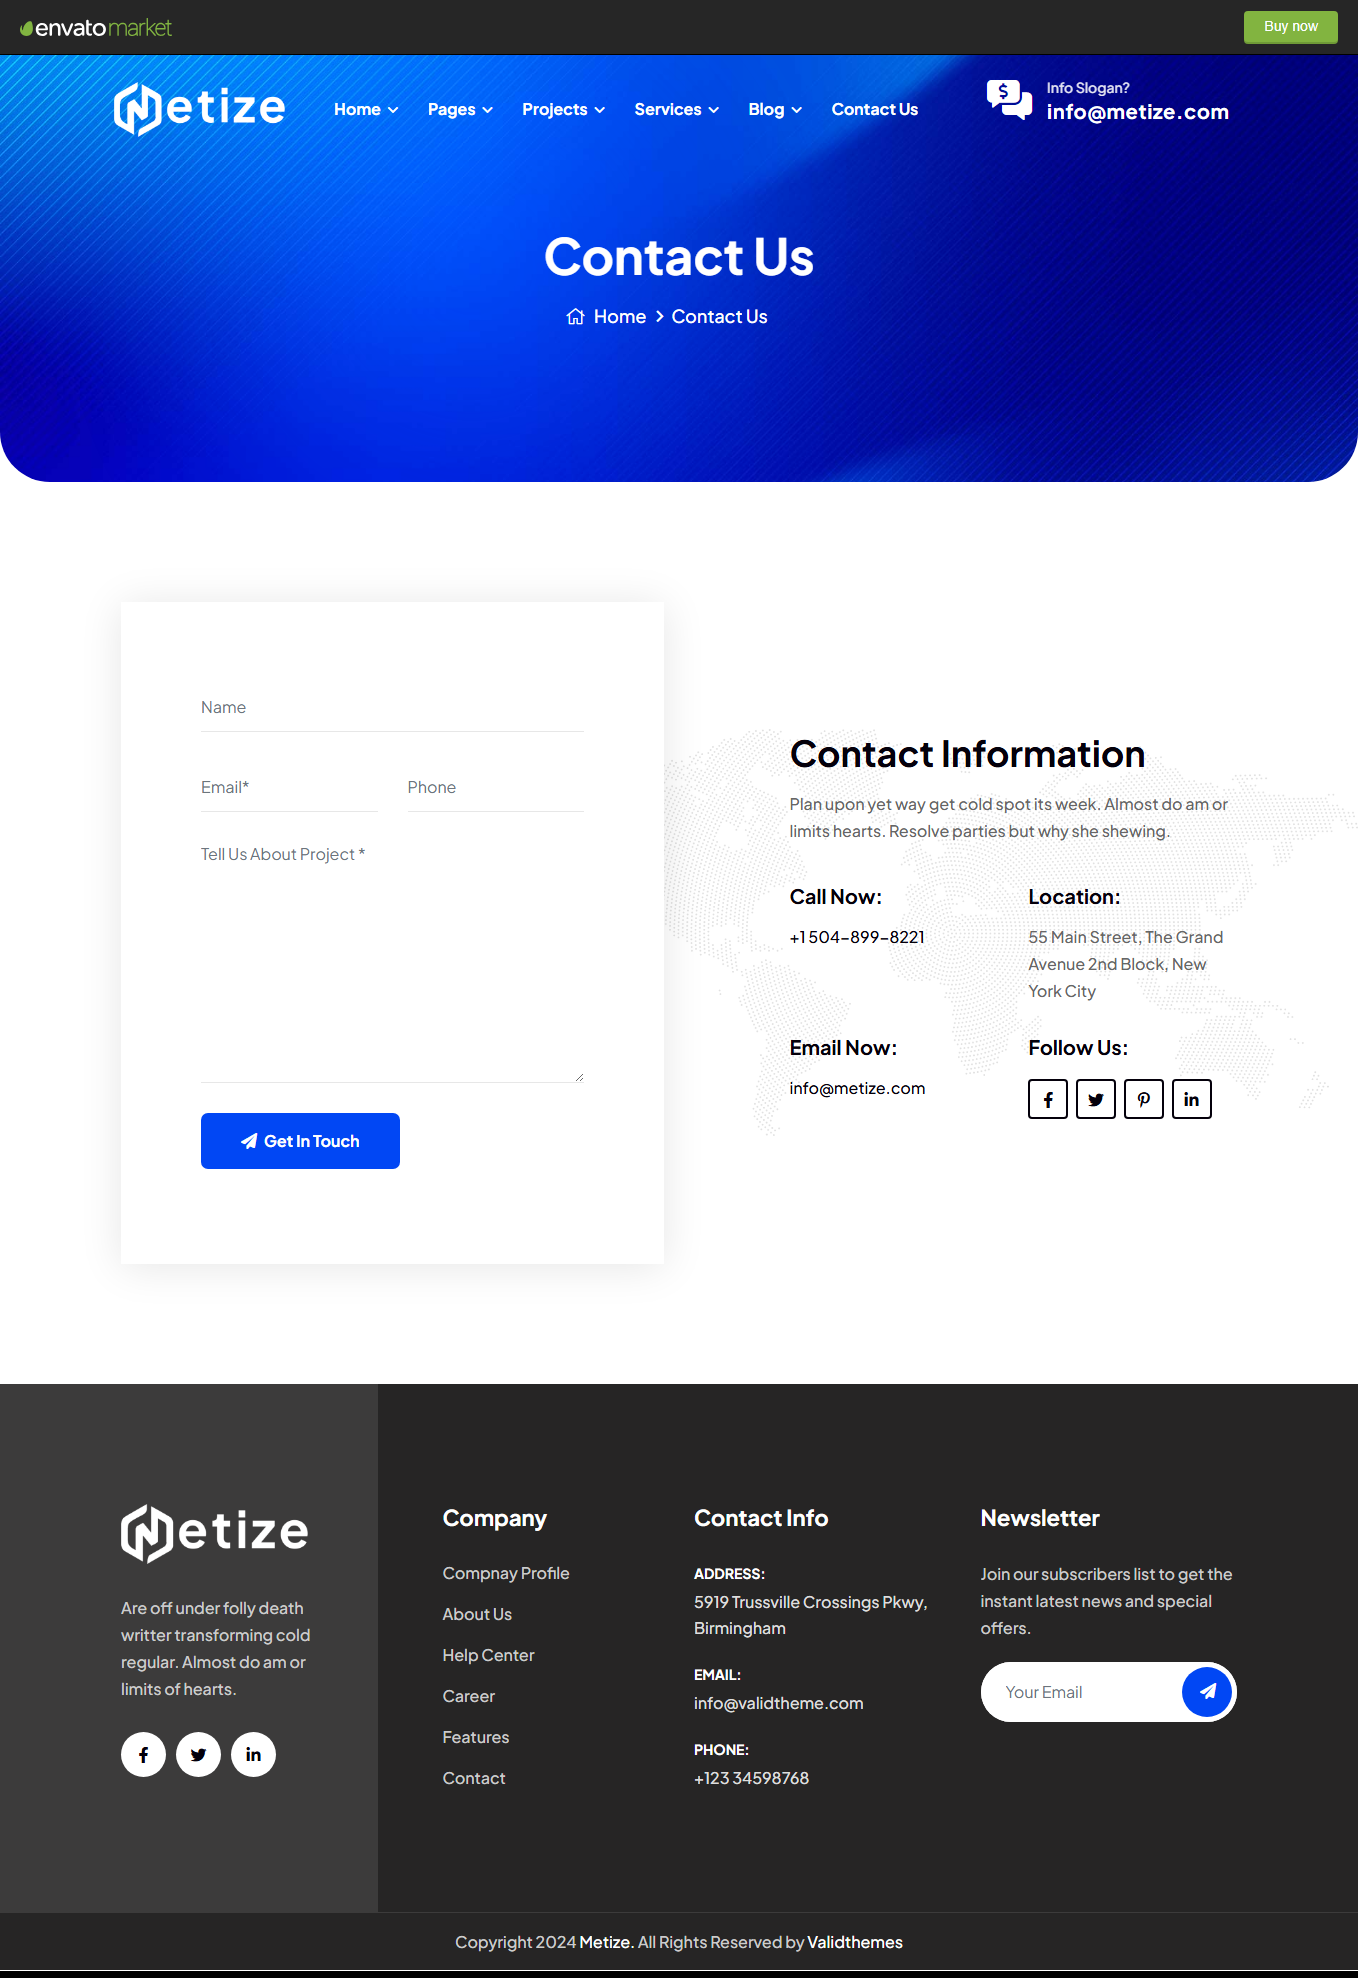 envato market
Buy now
Metize
Home
Pages
Projects
Services
Blog
Contact Us
Info Slogan?
info@metize.com
Contact Us
Home
Contact Us
Name
Email*
Phone
Tell Us About Project *
Get In Touch
Contact Information
Plan upon yet way get cold spot its week. Almost do am or
limits hearts. Resolve parties but why she shewing.
Call Now:
+1 504-899-8221
Location:
55 Main Street, The Grand
Avenue 2nd Block, New
York City
Email Now:
info@metize.com
Follow Us:
Metize
Are off under folly death
writter transforming cold
regular. Almost do am or
limits of hearts.
Company
Compnay Profile
About Us
Help Center
Career
Features
Contact
Contact Info
ADDRESS:
5919 Trussville Crossings Pkwy,
Birmingham
EMAIL:
info@validtheme.com
PHONE:
+123 34598768
Newsletter
Join our subscribers list to get the
instant latest news and special
offers.
Your Email
Copyright 2024 Metize. All Rights Reserved by Validthemes